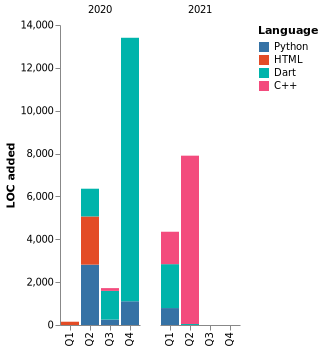 2020 2021
Language
Python
HTML
Dart
C++
LOC added
14,000
12,000
10,000
8,000
6,000
4,000
2,000
0
Q1 Q2 Q3 Q4 Q1 Q2 Q3 Q4